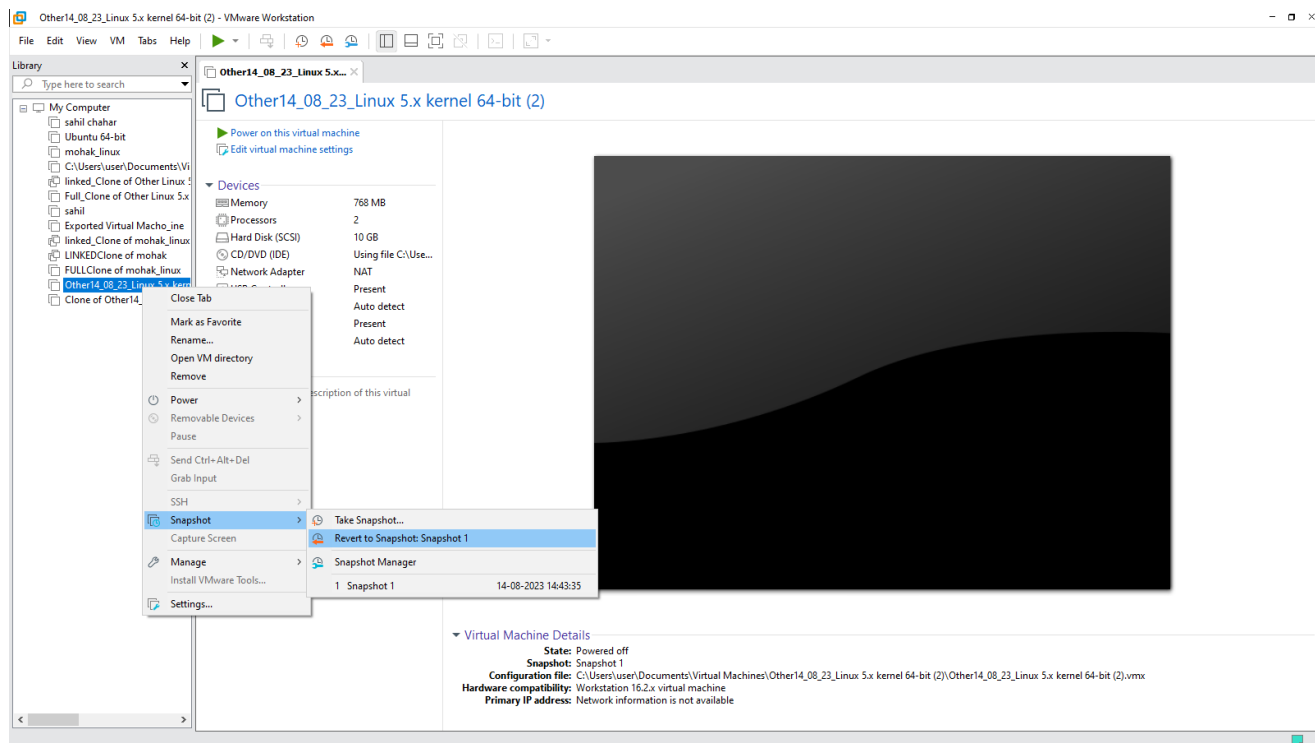 Other14_08_23_Linux 5.x kernel 64-bit (2) - VMware Workstation
File Edit View VM Tabs Help
Library
Type here to search
My Computer
sahil chahar
Ubuntu 64-bit
mohak_linux
C:\Users\user\Documents\Vi
linked_Clone of Other Linux 5
Full_Clone of Other Linux 5.x
sahil
Exported Virtual Macho_ine
linked_Clone of mohak_linux
LINKEDClone of mohak
FULLClone of mohak_linux
Other14_08_23_Linux 5.x kern
Clone of Other14_
Other14_08_23_Linux 5.x...
Other14_08_23_Linux 5.x kernel 64-bit (2)
Power on this virtual machine
Edit virtual machine settings
Devices
Memory 768 MB
Processors 2
Hard Disk (SCSI) 10 GB
CD/DVD (IDE) Using file C:\Use...
Network Adapter NAT
Present
Auto detect
Present
Auto detect
scription of this virtual
Close Tab
Mark as Favorite
Rename...
Open VM directory
Remove
Power
Removable Devices
Pause
Send Ctrl+Alt+Del
Grab Input
SSH
Snapshot
Capture Screen
Manage
Install VMware Tools...
Settings...
Take Snapshot...
Revert to Snapshot: Snapshot 1
Snapshot Manager
1 Snapshot 1 14-08-2023 14:43:35
Virtual Machine Details
State: Powered off
Snapshot: Snapshot 1
Configuration file: C:\Users\user\Documents\Virtual Machines\Other14_08_23_Linux 5.x kernel 64-bit (2)\Other14_08_23_Linux 5.x kernel 64-bit (2).vmx
Hardware compatibility: Workstation 16.2.x virtual machine
Primary IP address: Network information is not available